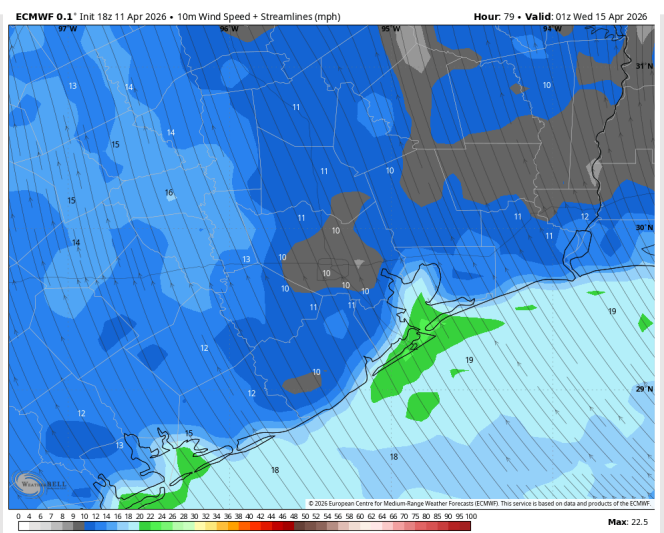 ECMWF 0.1° Init 18z 11 Apr 2026 • 10m Wind Speed + Streamlines (mph) Hour: 79 • Valid: 01z Wed 15 Apr 2026
97°W 96°W 95°W 94°W
31°N
13 14 10
11
14
15
11 10
16
15
11 10 11 12
30°N
14 11
13 10
10
10 10 10
11 11
19
12 22
19
10
29°N
12
12
15
13
18 18
WeatherBELL
© 2026 European Centre for Medium-Range Weather Forecasts (ECMWF). This service is based on data and products of the ECMWF.
0 4 5 6 7 8 9 10 12 14 16 18 20 22 24 26 28 30 32 34 36 38 40 42 44 46 48 50 52 54 56 58 60 62 64 66 70 75 80 85 90 95 100
Max: 22.5